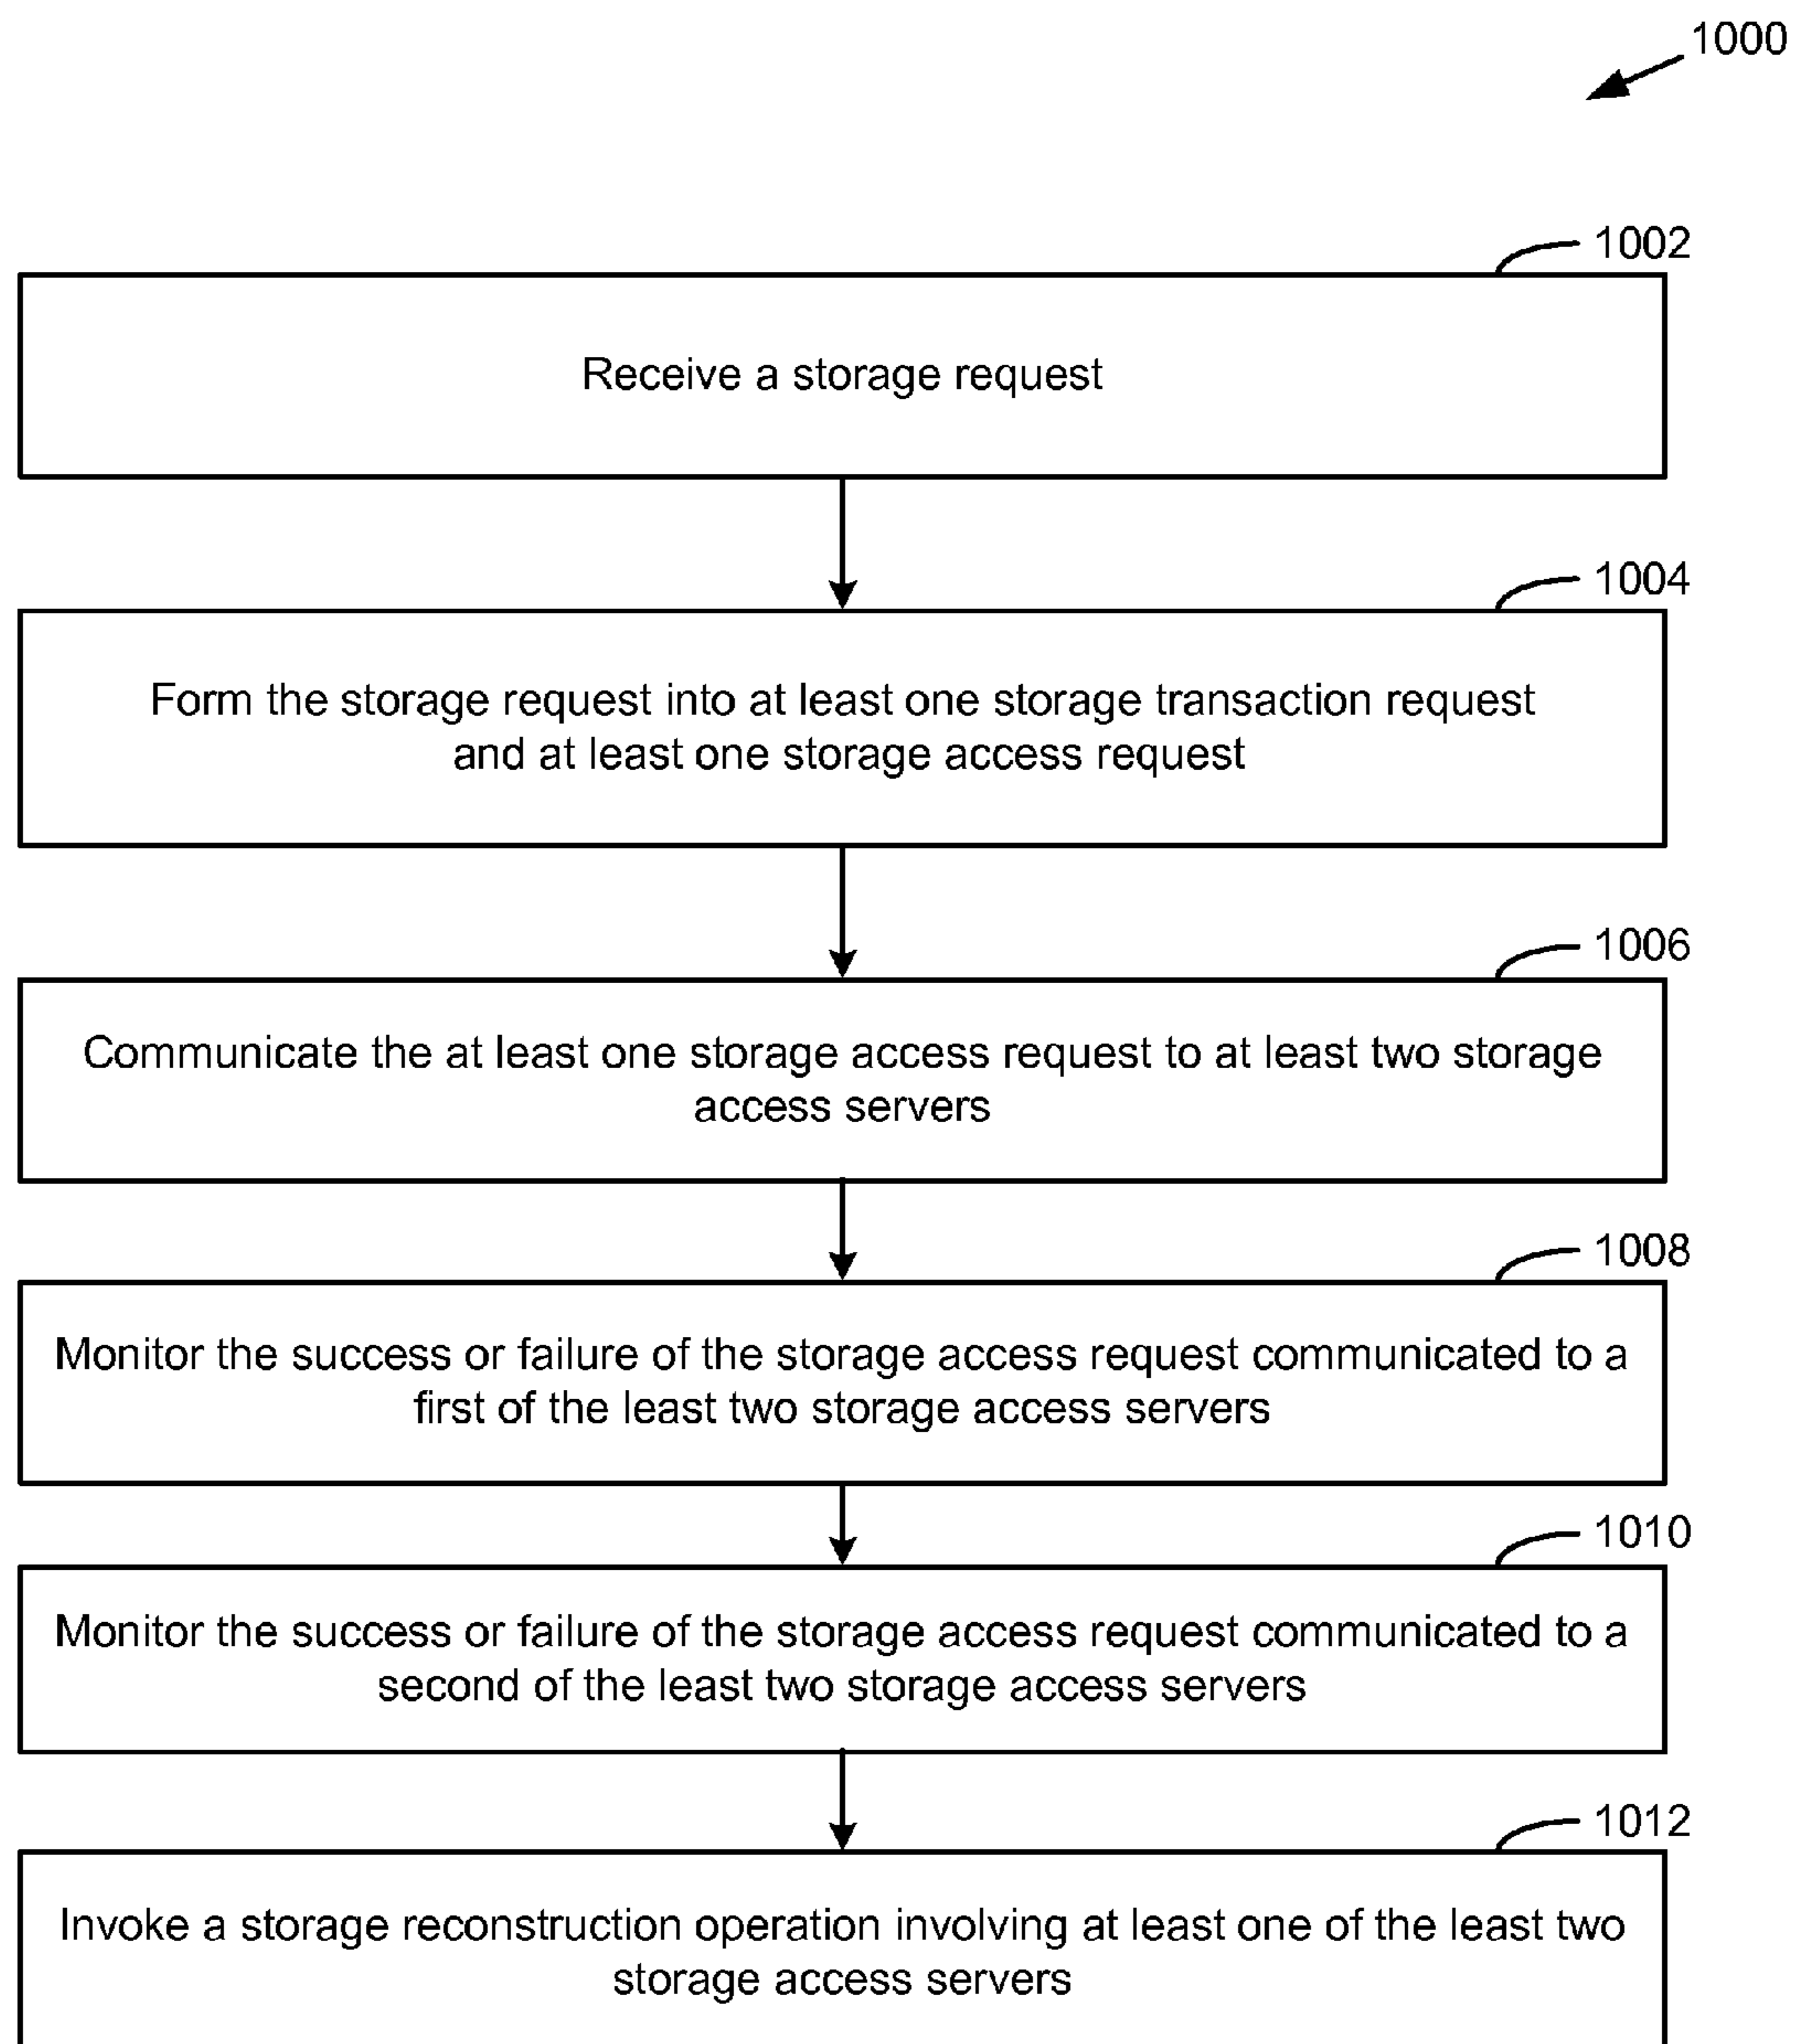 1000
1002
Receive a storage request
1004
Form the storage request into at least one storage transaction request
and at least one storage access request
1006
Communicate the at least one storage access request to at least two storage
access servers
1008
Monitor the success or failure of the storage access request communicated to a
first of the least two storage access servers
1010
Monitor the success or failure of the storage access request communicated to a
second of the least two storage access servers
1012
Invoke a storage reconstruction operation involving at least one of the least two
storage access servers